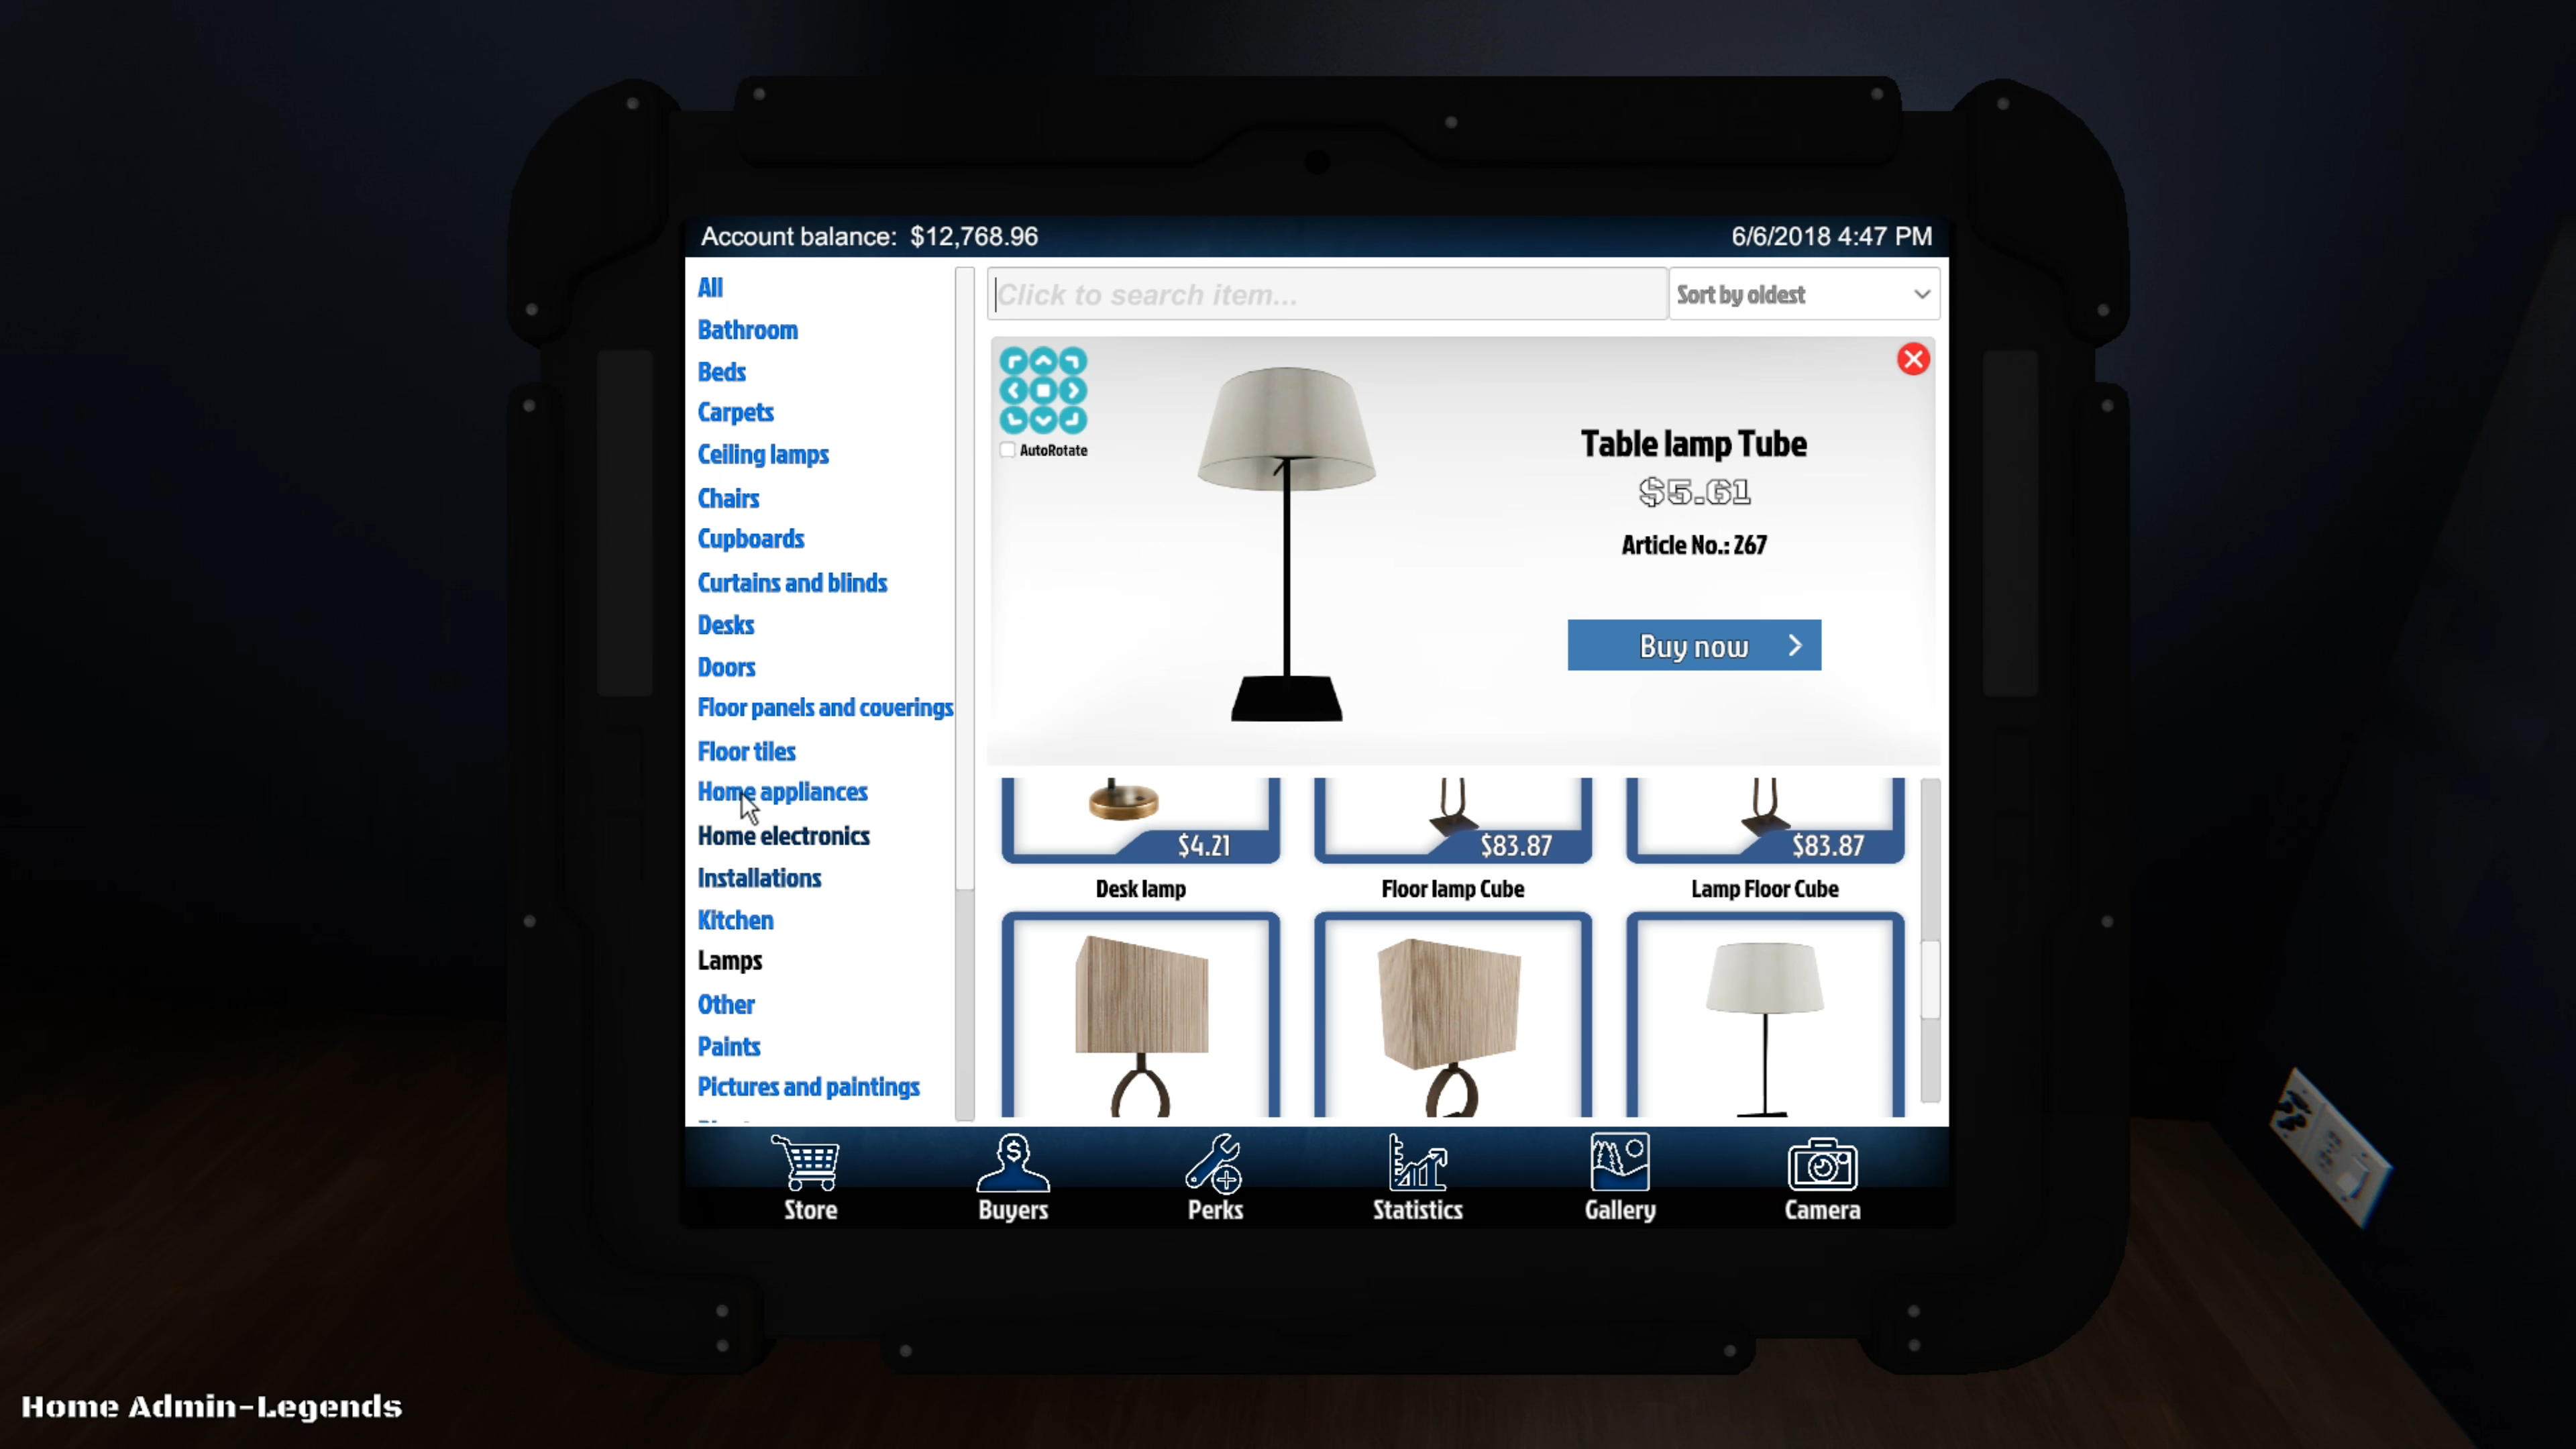 Account balance: $12,768.96
6/6/2018 4:47 PM
All
Bathroom
Beds
Carpets
Ceiling lamps
Chairs
Cupboards
Curtains and blinds
Desks
Doors
Floor panels and coverings
Floor tiles
Home appliances
Home electronics
Installations
Kitchen
Lamps
Other
Paints
Pictures and paintings
Click to search item...
Sort by oldest
AutoRotate
Table lamp Tube
$5.61
Article No.: 267
Buy now
$4.21
$83.87
$83.87
Desk lamp
Floor lamp Cube
Lamp Floor Cube
Store
Buyers
Perks
Statistics
Gallery
Camera
Home Admin-Legends